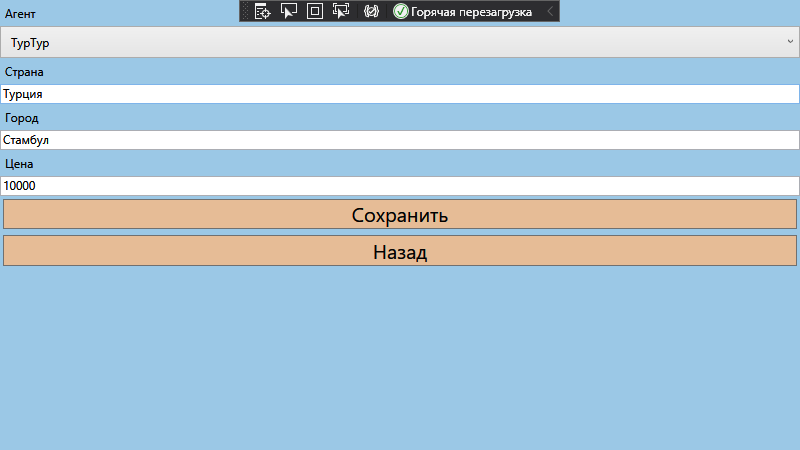 Агент
Горячая перезагрузка
ТурТур
Страна
Турция
Город
Стамбул
Цена
10000
Сохранить
Назад